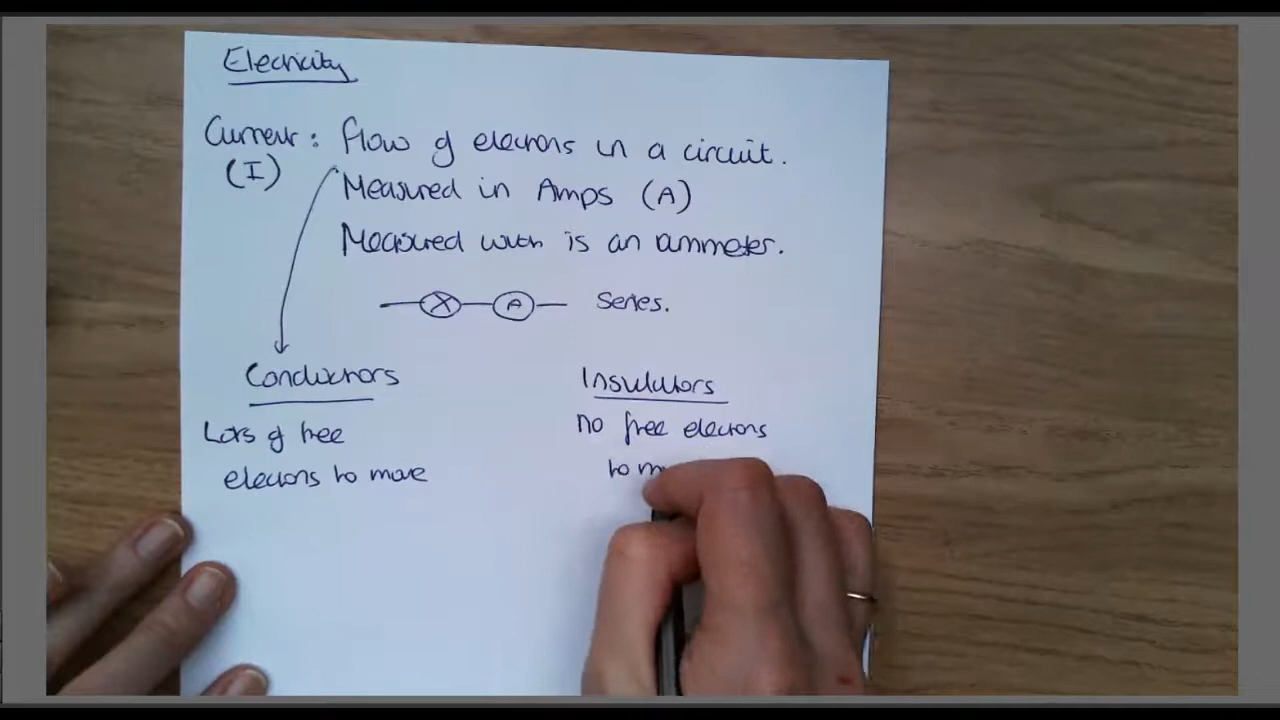 Electricity
Current: flow of electrons in a circuit.
(I)
Measured in Amps (A)
Measured with is an ammeter.
X A Series.
Conductors
Insulators
Lots of free
electrons to move
no free electrons
to m